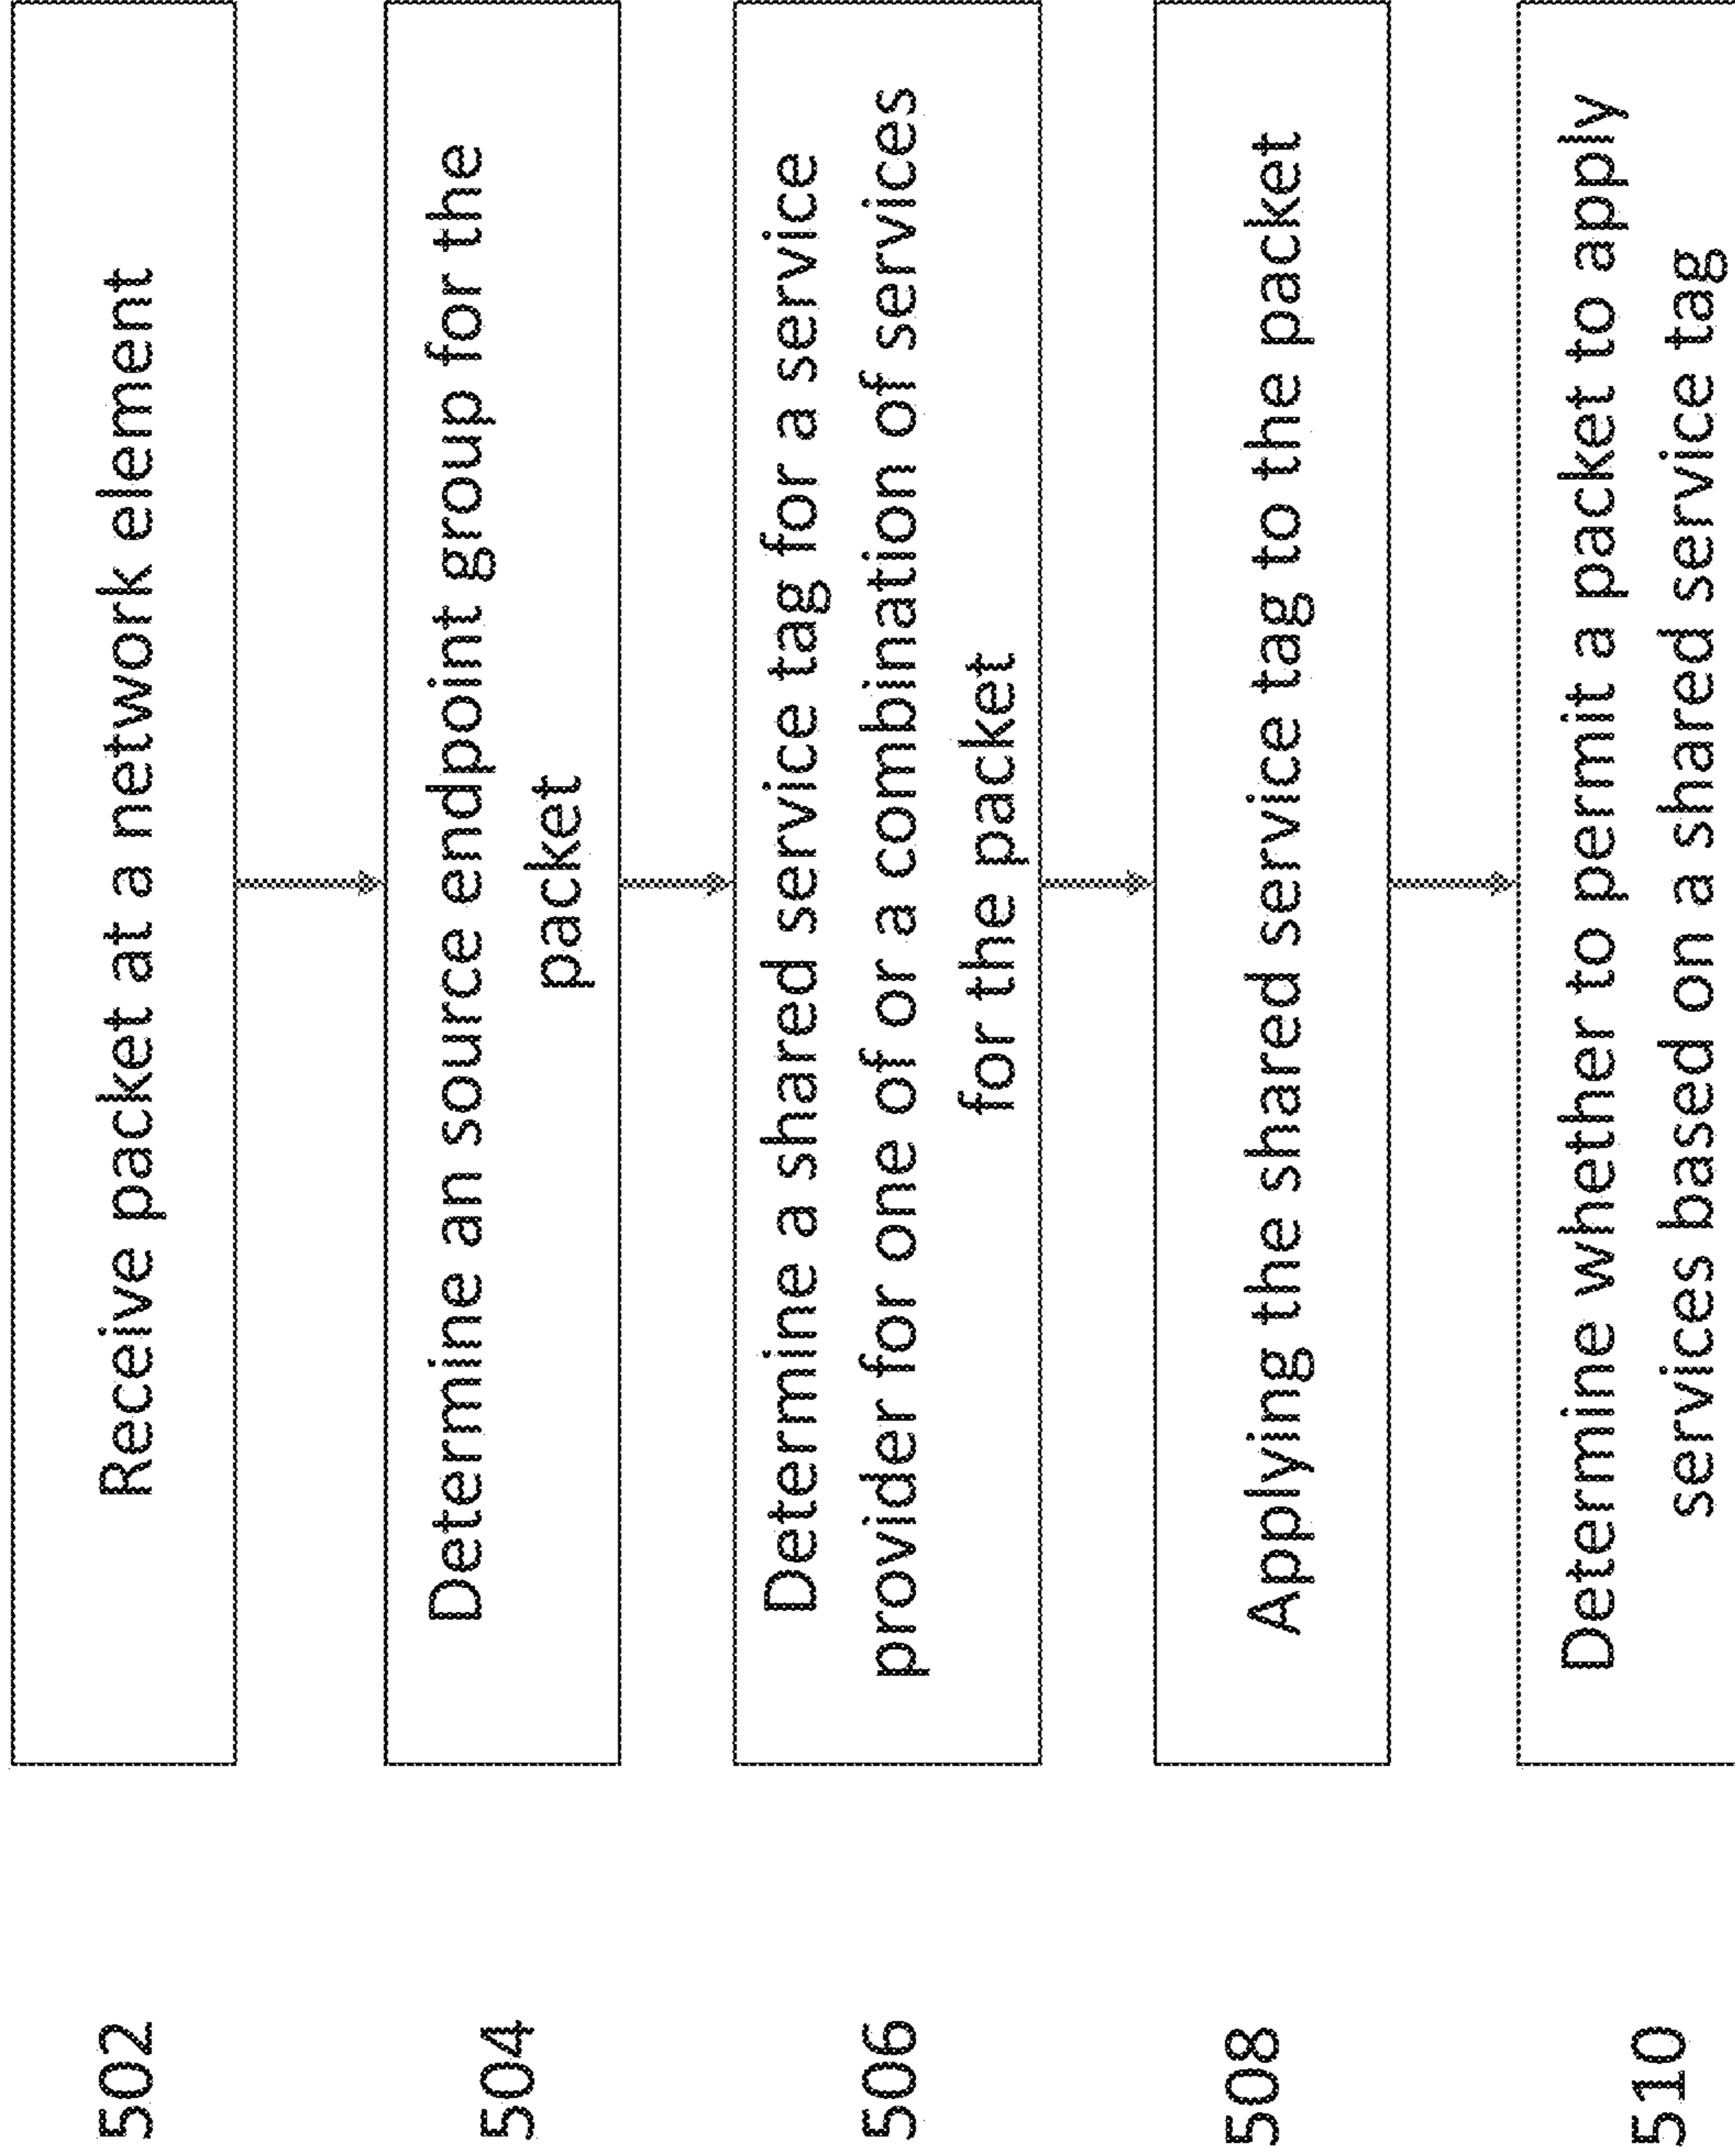 502
Receive packet at a network element
504
Determine an source endpoint group for the
packet
506
Determine a shared service tag for a service
provider for one of or a combination of services
for the packet
508
Applying the shared service tag to the packet
510
Determine whether to permit a packet to apply
services based on a shared service tag